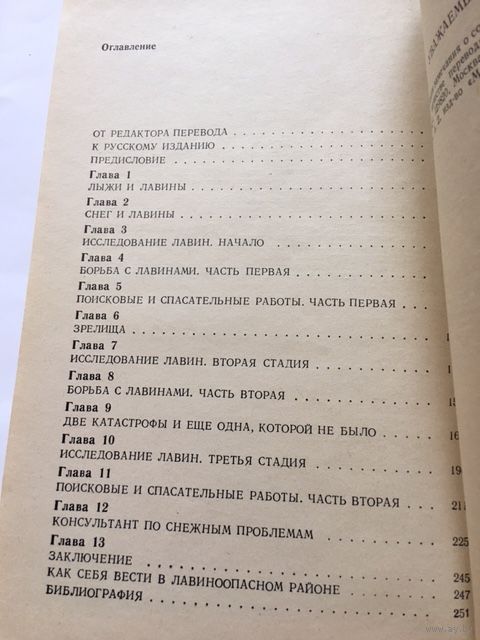 Оглавление
ОТ РЕДАКТОРА ПЕРЕВОДА
К РУССКОМУ ИЗДАНИЮ
ПРЕДИСЛОВИЕ
Глава 1
ЛЫЖИ И ЛАВИНЫ
Глава 2
СНЕГ И ЛАВИНЫ
Глава 3
ИССЛЕДОВАНИЕ ЛАВИН. НАЧАЛО
Глава 4
БОРЬБА С ЛАВИНАМИ. ЧАСТЬ ПЕРВАЯ
Глава 5
ПОИСКОВЫЕ И СПАСАТЕЛЬНЫЕ РАБОТЫ. ЧАСТЬ ПЕРВАЯ
Глава 6
ЗРЕЛИЩА
Глава 7
ИССЛЕДОВАНИЕ ЛАВИН. ВТОРАЯ СТАДИЯ
Глава 8
БОРЬБА С ЛАВИНАМИ. ЧАСТЬ ВТОРАЯ
Глава 9
ДВЕ КАТАСТРОФЫ И ЕЩЕ ОДНА, КОТОРОЙ НЕ БЫЛО
Глава 10
ИССЛЕДОВАНИЕ ЛАВИН. ТРЕТЬЯ СТАДИЯ
Глава 11
ПОИСКОВЫЕ И СПАСАТЕЛЬНЫЕ РАБОТЫ. ЧАСТЬ ВТОРАЯ 211
Глава 12
КОНСУЛЬТАНТ ПО СНЕЖНЫМ ПРОБЛЕМАМ 225
Глава 13
ЗАКЛЮЧЕНИЕ 245
КАК СЕБЯ ВЕСТИ В ЛАВИНООПАСНОМ РАЙОНЕ 247
БИБЛИОГРАФИЯ 251